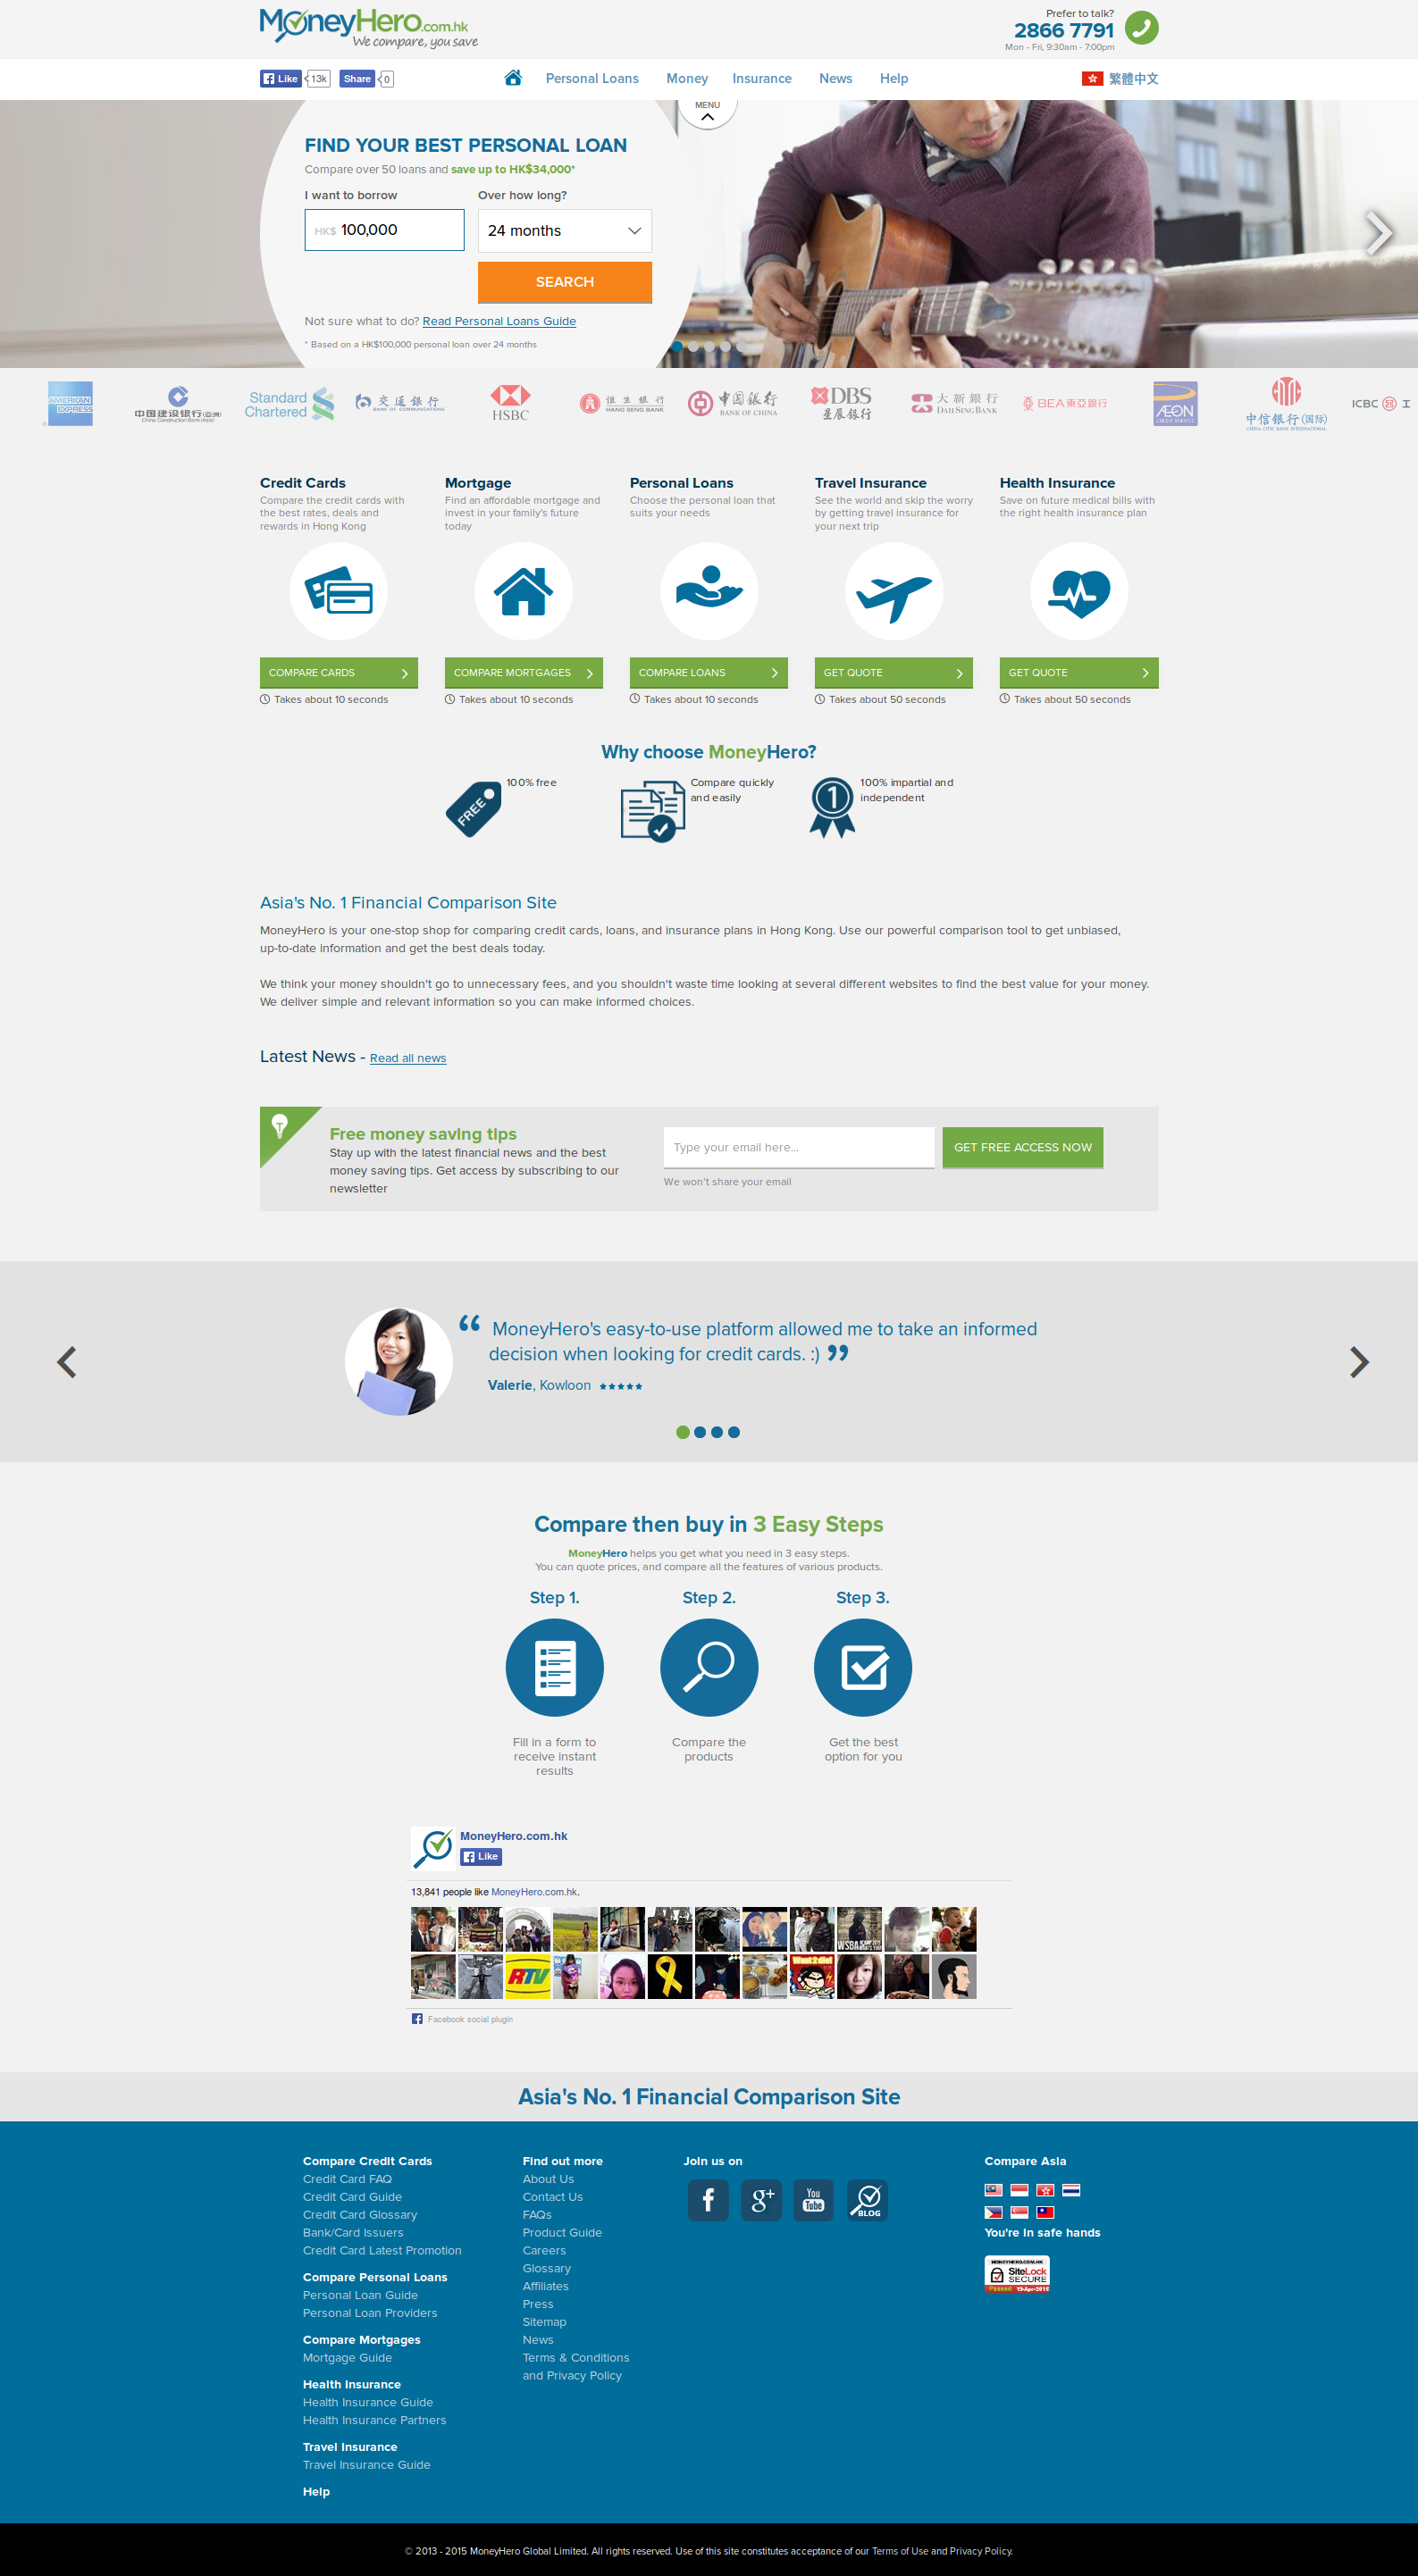 MoneyHero.com.hk
We compare, you save
Prefer to talk?
2866 7791
Mon - Fri, 9:30am - 7:00pm
Like 13k Share 0
Personal Loans Money Insurance News Help
繁體中文
MENU
FIND YOUR BEST PERSONAL LOAN
Compare over 50 loans and save up to HK$34,000*
I want to borrow Over how long?
HK$ 100,000 24 months
SEARCH
Not sure what to do? Read Personal Loans Guide
* Based on a HK$100,000 personal loan over 24 months
AMERICAN EXPRESS
中国建设银行(亞洲)
China Construction Bank (Asia)
Standard Chartered
交通銀行
BANK OF COMMUNICATIONS
HSBC
恒生銀行
HANG SENG BANK
中国銀行
BANK OF CHINA
DBS
星展銀行
大新銀行
DAH SING BANK
BEA東亞銀行
ÆON
CREDIT SERVICE
中信银行(国际)
CHINA CITIC BANK INTERNATIONAL
ICBC 工
Credit Cards
Compare the credit cards with
the best rates, deals and
rewards in Hong Kong
COMPARE CARDS
Takes about 10 seconds
Mortgage
Find an affordable mortgage and
invest in your family's future
today
COMPARE MORTGAGES
Takes about 10 seconds
Personal Loans
Choose the personal loan that
suits your needs
COMPARE LOANS
Takes about 10 seconds
Travel Insurance
See the world and skip the worry
by getting travel insurance for
your next trip
GET QUOTE
Takes about 50 seconds
Health Insurance
Save on future medical bills with
the right health insurance plan
GET QUOTE
Takes about 50 seconds
Why choose MoneyHero?
FREE
100% free
Compare quickly
and easily
1
100% impartial and
independent
Asia's No. 1 Financial Comparison Site
MoneyHero is your one-stop shop for comparing credit cards, loans, and insurance plans in Hong Kong. Use our powerful comparison tool to get unbiased,
up-to-date information and get the best deals today.
We think your money shouldn't go to unnecessary fees, and you shouldn't waste time looking at several different websites to find the best value for your money.
We deliver simple and relevant information so you can make informed choices.
Latest News - Read all news
Free money saving tips
Stay up with the latest financial news and the best
money saving tips. Get access by subscribing to our
newsletter
Type your email here...
GET FREE ACCESS NOW
We won't share your email
“ MoneyHero's easy-to-use platform allowed me to take an informed
decision when looking for credit cards. :) ”
Valerie, Kowloon ★★★★★
Compare then buy in 3 Easy Steps
MoneyHero helps you get what you need in 3 easy steps.
You can quote prices, and compare all the features of various products.
Step 1.
Fill in a form to
receive instant
results
Step 2.
Compare the
products
Step 3.
Get the best
option for you
MoneyHero.com.hk
Like
13,841 people like MoneyHero.com.hk.
WSBA
RTV
Want 2 die!
Facebook social plugin
Asia's No. 1 Financial Comparison Site
Compare Credit Cards
Credit Card FAQ
Credit Card Guide
Credit Card Glossary
Bank/Card Issuers
Credit Card Latest Promotion
Compare Personal Loans
Personal Loan Guide
Personal Loan Providers
Compare Mortgages
Mortgage Guide
Health Insurance
Health Insurance Guide
Health Insurance Partners
Travel Insurance
Travel Insurance Guide
Help
Find out more
About Us
Contact Us
FAQs
Product Guide
Careers
Glossary
Affiliates
Press
Sitemap
News
Terms & Conditions
and Privacy Policy
Join us on
f
g+
You Tube
BLOG
Compare Asia
You're in safe hands
MONEYHERO.COM.HK
SiteLock
SECURE
Passed 13-Apr-2015
© 2013 - 2015 MoneyHero Global Limited. All rights reserved. Use of this site constitutes acceptance of our Terms of Use and Privacy Policy.